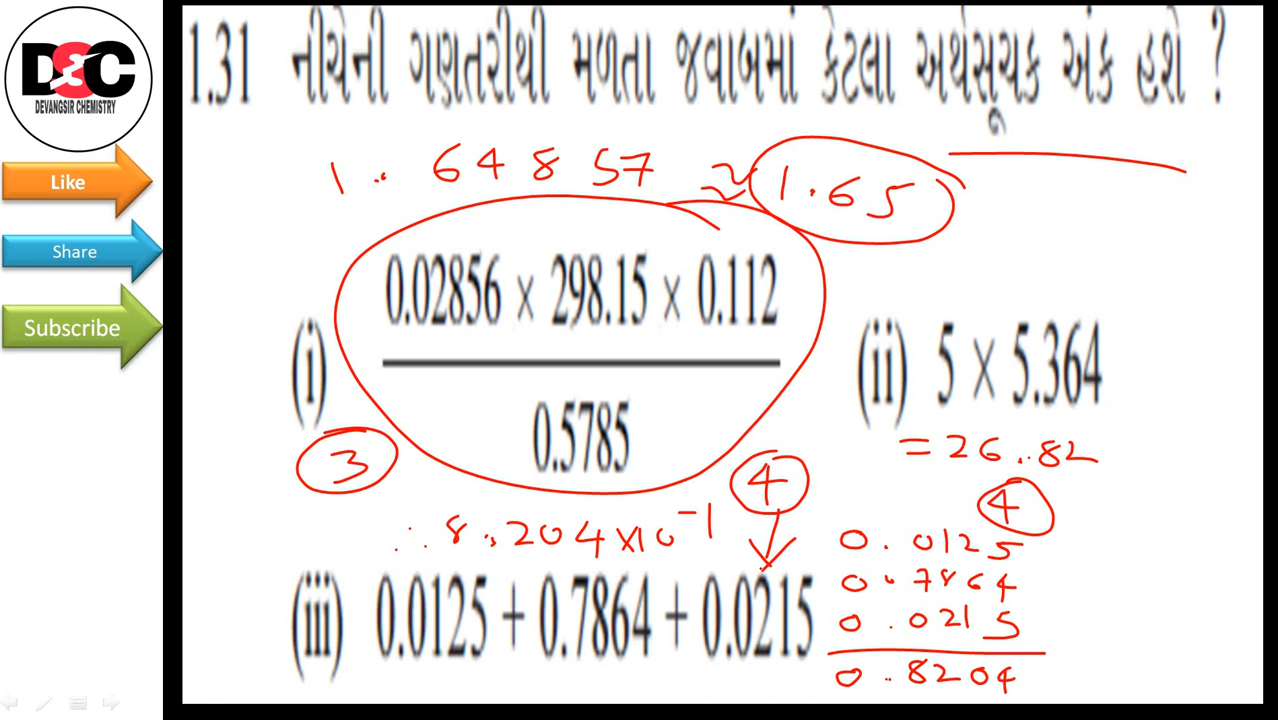 DEC
DEVANGSIR CHEMISTRY
Like
Share
Subscribe
1.31 નીચેની ગણતરીથી મળતા જવાબમાં કેટલા અર્થસૂચક અંક હશે ?
1.64857 ≈ 1.65
(i) 0.02856 × 298.15 × 0.112
0.5785
3
(ii) 5 × 5.364
= 26.82
4
∴ 8.204×10⁻¹
4
(iii) 0.0125 + 0.7864 + 0.0215
0.0125
0.7864
0.0215
0.8204